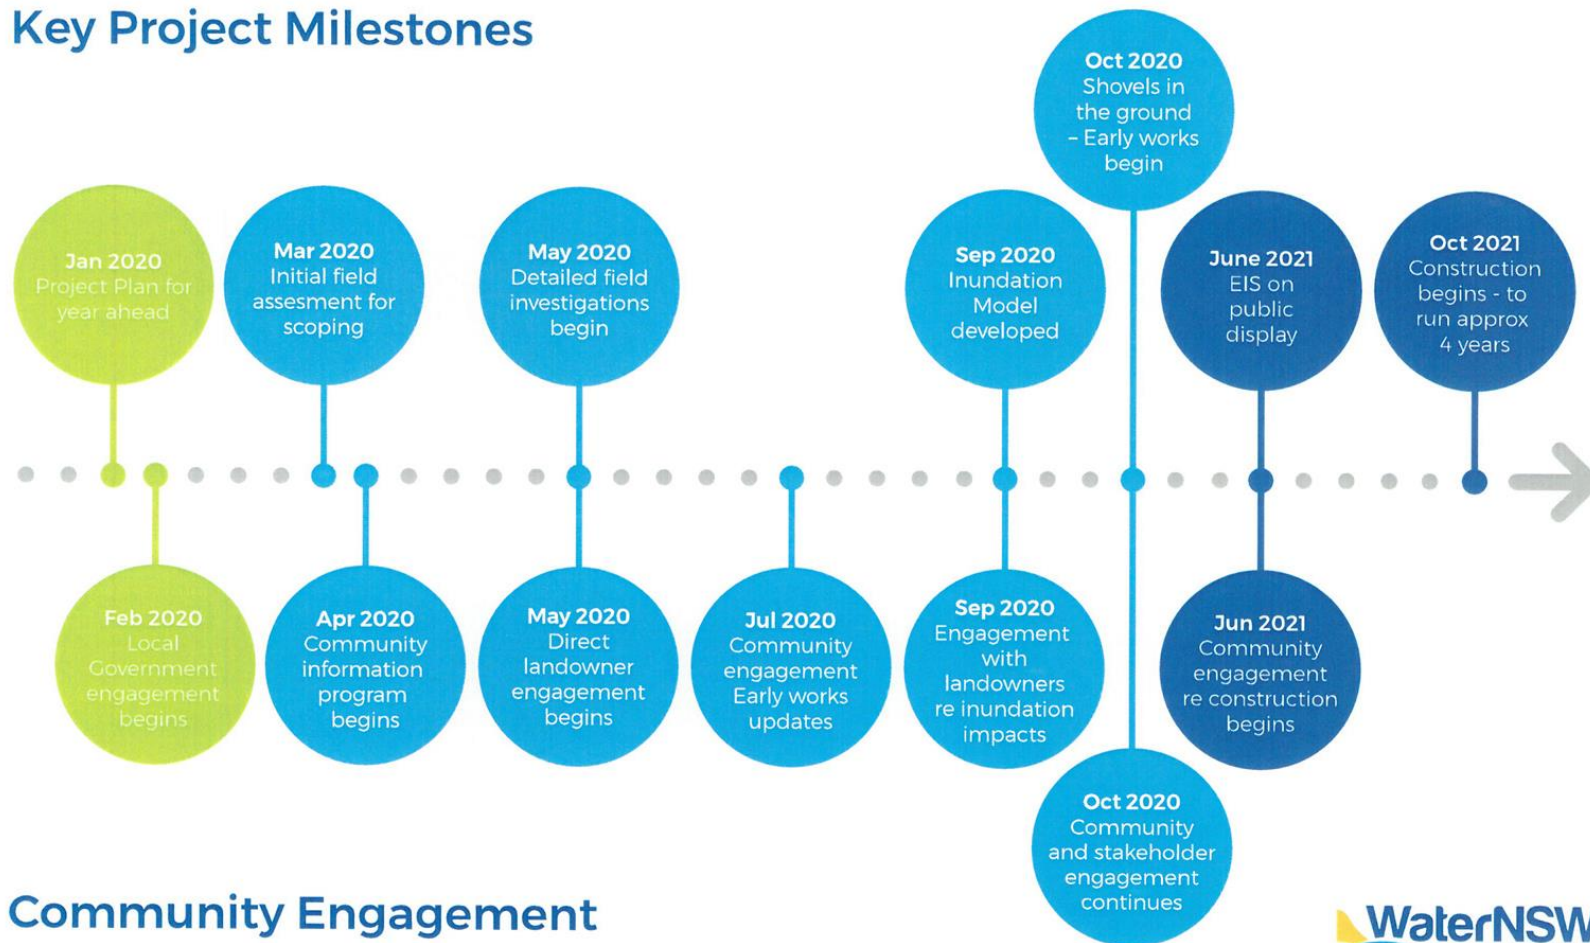 Key Project Milestones
Oct 2020
Shovels in
the ground
– Early works
begin
Jan 2020
Project Plan for
year ahead
Mar 2020
Initial field
assesment for
scoping
May 2020
Detailed field
investigations
begin
Sep 2020
Inundation
Model
developed
June 2021
EIS on
public
display
Oct 2021
Construction
begins - to
run approx
4 years
Feb 2020
Local
Government
engagement
begins
Apr 2020
Community
information
program
begins
May 2020
Direct
landowner
engagement
begins
Jul 2020
Community
engagement
Early works
updates
Sep 2020
Engagement
with
landowners
re inundation
impacts
Jun 2021
Community
engagement
re construction
begins
Oct 2020
Community
and stakeholder
engagement
continues
Community Engagement
WaterNSW